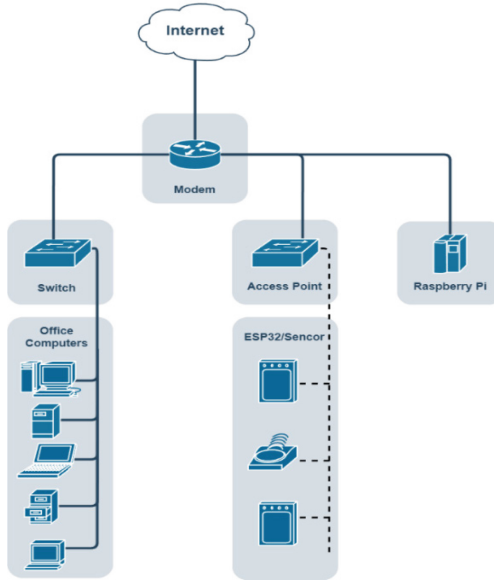 Internet
Modem
Switch
Access Point
Raspberry Pi
Office
Computers
ESP32/Sencor